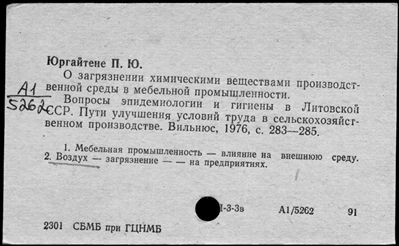 Юргайтене П. Ю.
О загрязнении химическими веществами производст-
венной среды в мебельной промышленности.
А1
5262
Вопросы эпидемиологии и гигиены в Литовской
ССР. Пути улучшения условий труда в сельскохозяйст-
венном производстве. Вильнюс, 1976, с. 283—285.
1. Мебельная промышленность — влияние на внешнюю среду.
2. Воздух — загрязнение — — на предприятиях.
1-3-3в А1/5262 91
2301 СБМБ при ГЦНМБ